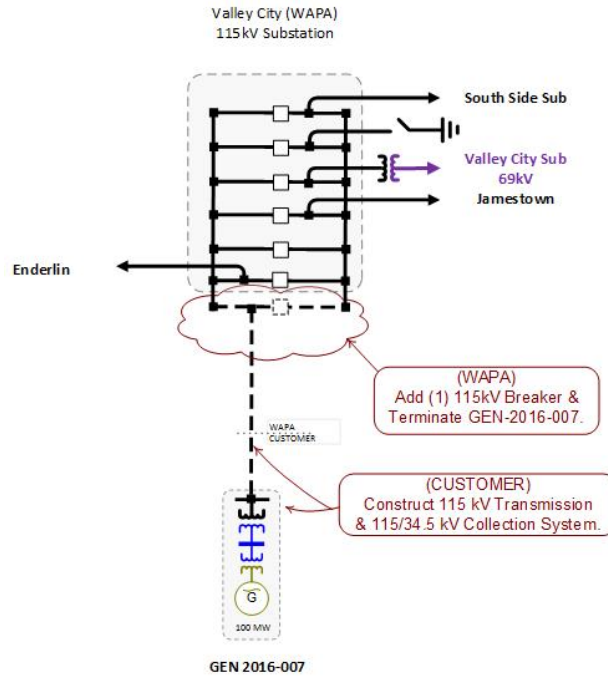 Valley City (WAPA)
115kV Substation
South Side Sub
Valley City Sub
69kV
Jamestown
Enderlin
(WAPA)
Add (1) 115kV Breaker &
Terminate GEN-2016-007.
WAPA
CUSTOMER
(CUSTOMER)
Construct 115 kV Transmission
& 115/34.5 kV Collection System.
G
100 MW
GEN 2016-007